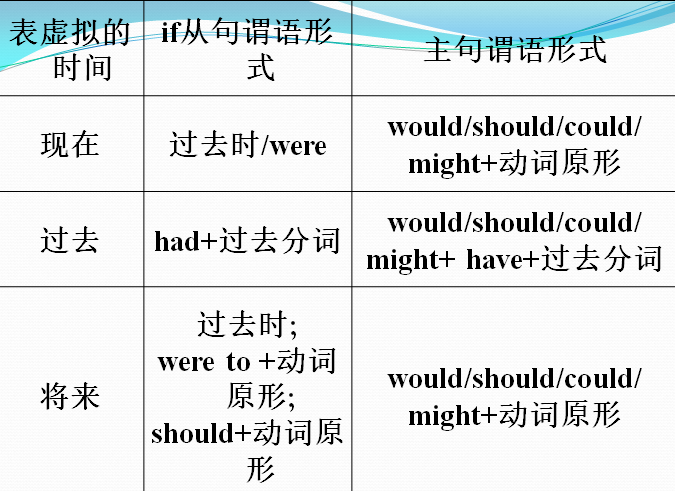 表虚拟的
时间
if从句谓语形
式
主句谓语形式
现在
过去时/were
would/should/could/
might+动词原形
过去
had+过去分词
would/should/could/
might+ have+过去分词
将来
过去时;
were to +动词
原形;
should+动词原
形
would/should/could/
might+动词原形